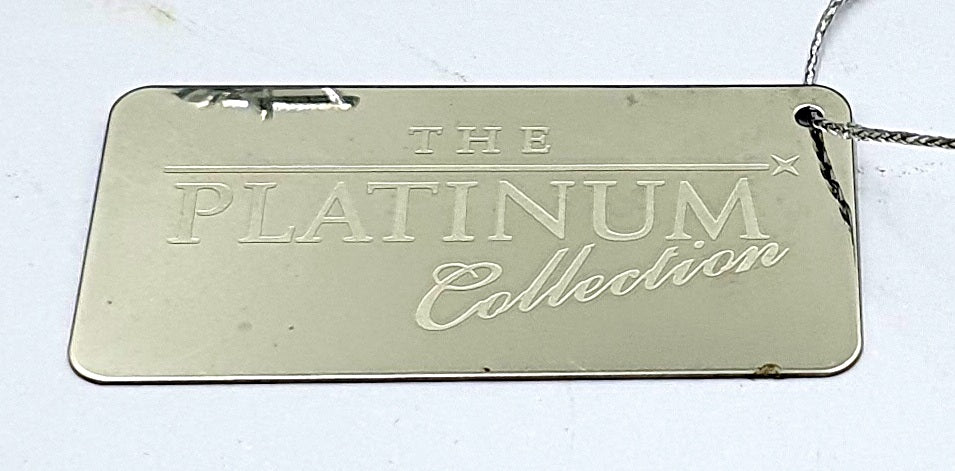 THE
PLATINUM
Collection